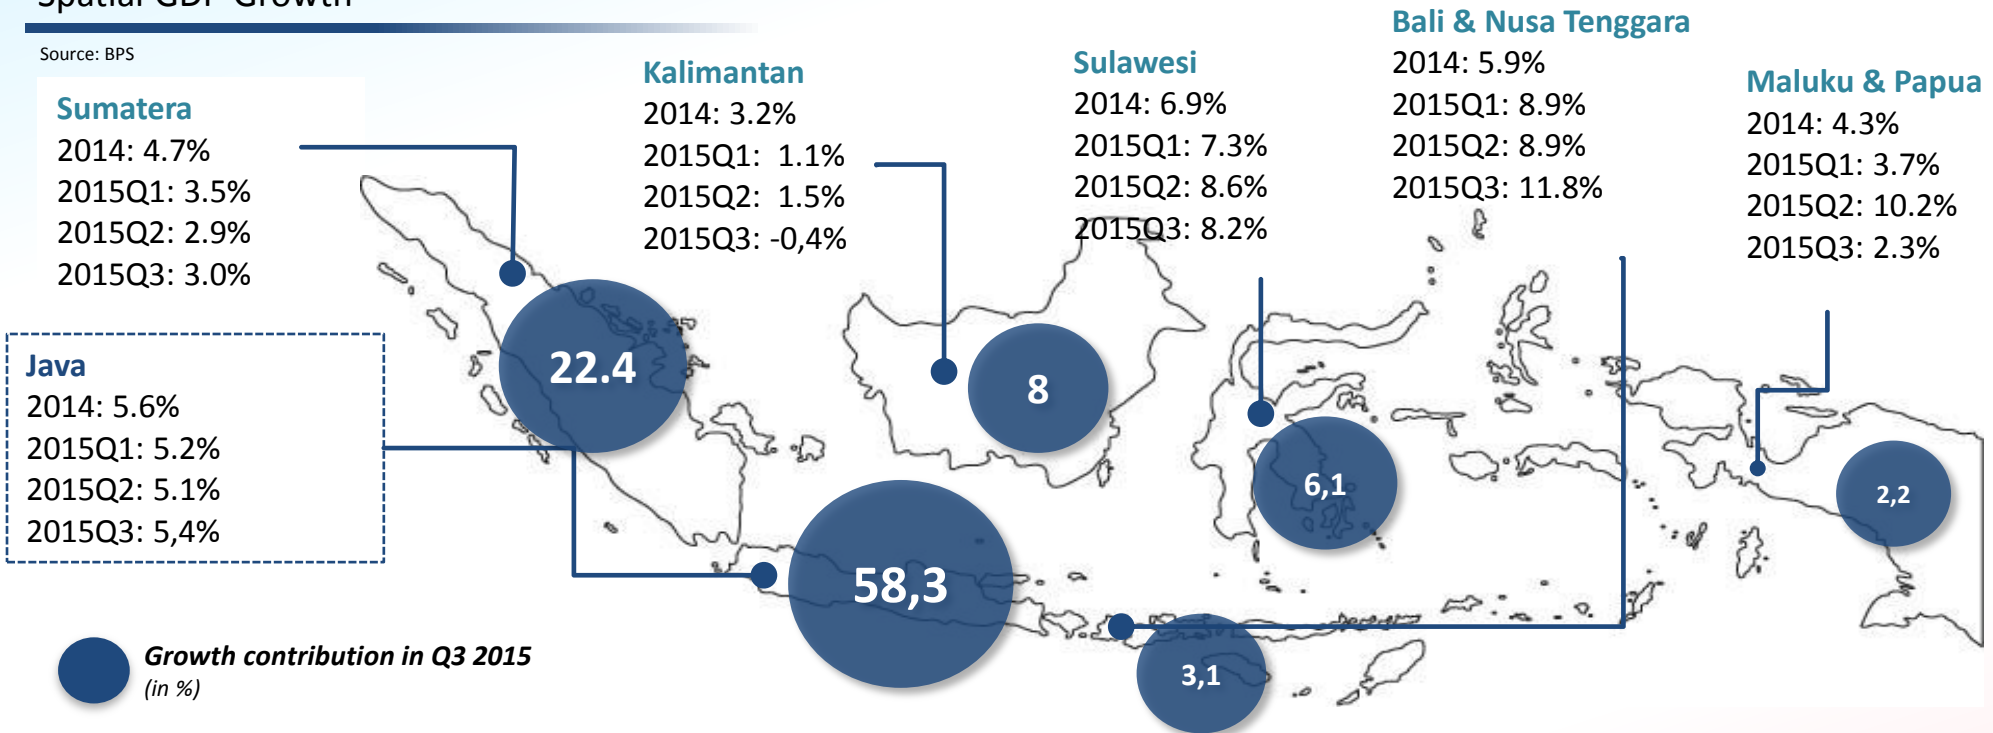 Spatial GDP Growth
Source: BPS
Sumatera
2014: 4.7%
2015Q1: 3.5%
2015Q2: 2.9%
2015Q3: 3.0%
Kalimantan
2014: 3.2%
2015Q1:  1.1%
2015Q2:  1.5%
2015Q3: -0,4%
Sulawesi
2014: 6.9%
2015Q1: 7.3%
2015Q2: 8.6%
2015Q3: 8.2%
Bali & Nusa Tenggara
2014: 5.9%
2015Q1: 8.9%
2015Q2: 8.9%
2015Q3: 11.8%
Maluku & Papua
2014: 4.3%
2015Q1: 3.7%
2015Q2: 10.2%
2015Q3: 2.3%
Java
2014: 5.6%
2015Q1: 5.2%
2015Q2: 5.1%
2015Q3: 5,4%
22.4
8
6,1
2,2
58,3
3,1
Growth contribution in Q3 2015
(in %)